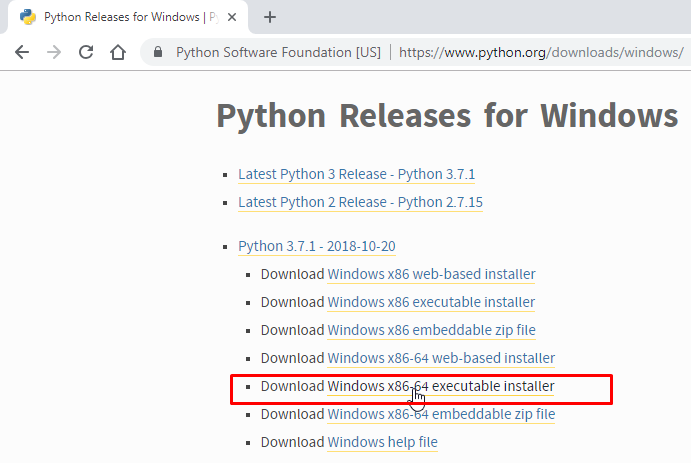 Python Releases for Windows | Py
Python Software Foundation [US] | https://www.python.org/downloads/windows/
Python Releases for Windows
Latest Python 3 Release - Python 3.7.1
Latest Python 2 Release - Python 2.7.15
Python 3.7.1 - 2018-10-20
Download Windows x86 web-based installer
Download Windows x86 executable installer
Download Windows x86 embeddable zip file
Download Windows x86-64 web-based installer
Download Windows x86-64 executable installer
Download Windows x86-64 embeddable zip file
Download Windows help file